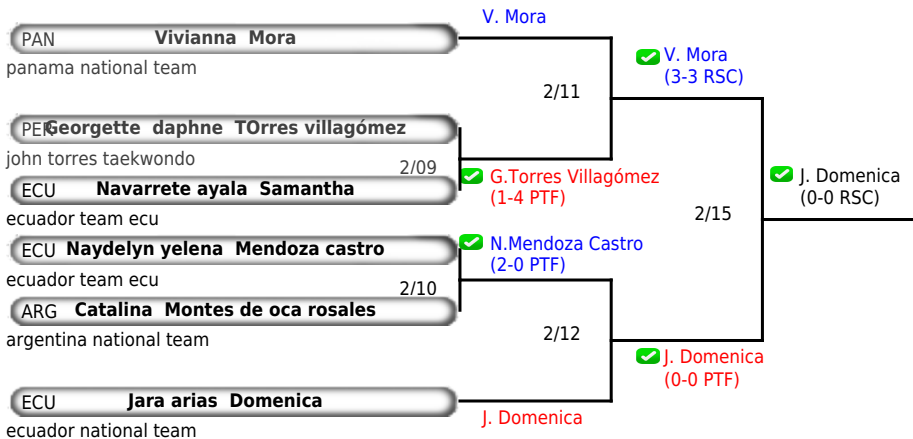 V. Mora
PAN Vivianna Mora
panama national team
V. Mora
(3-3 RSC)
2/11
PER Georgette daphne TOrres villagómez
john torres taekwondo
2/09
G.Torres Villagómez
(1-4 PTF)
ECU Navarrete ayala Samantha
ecuador team ecu
J. Domenica
(0-0 RSC)
2/15
ECU Naydelyn yelena Mendoza castro
ecuador team ecu
N.Mendoza Castro
(2-0 PTF)
2/10
ARG Catalina Montes de oca rosales
argentina national team
2/12
J. Domenica
(0-0 PTF)
ECU Jara arias Domenica
ecuador national team
J. Domenica